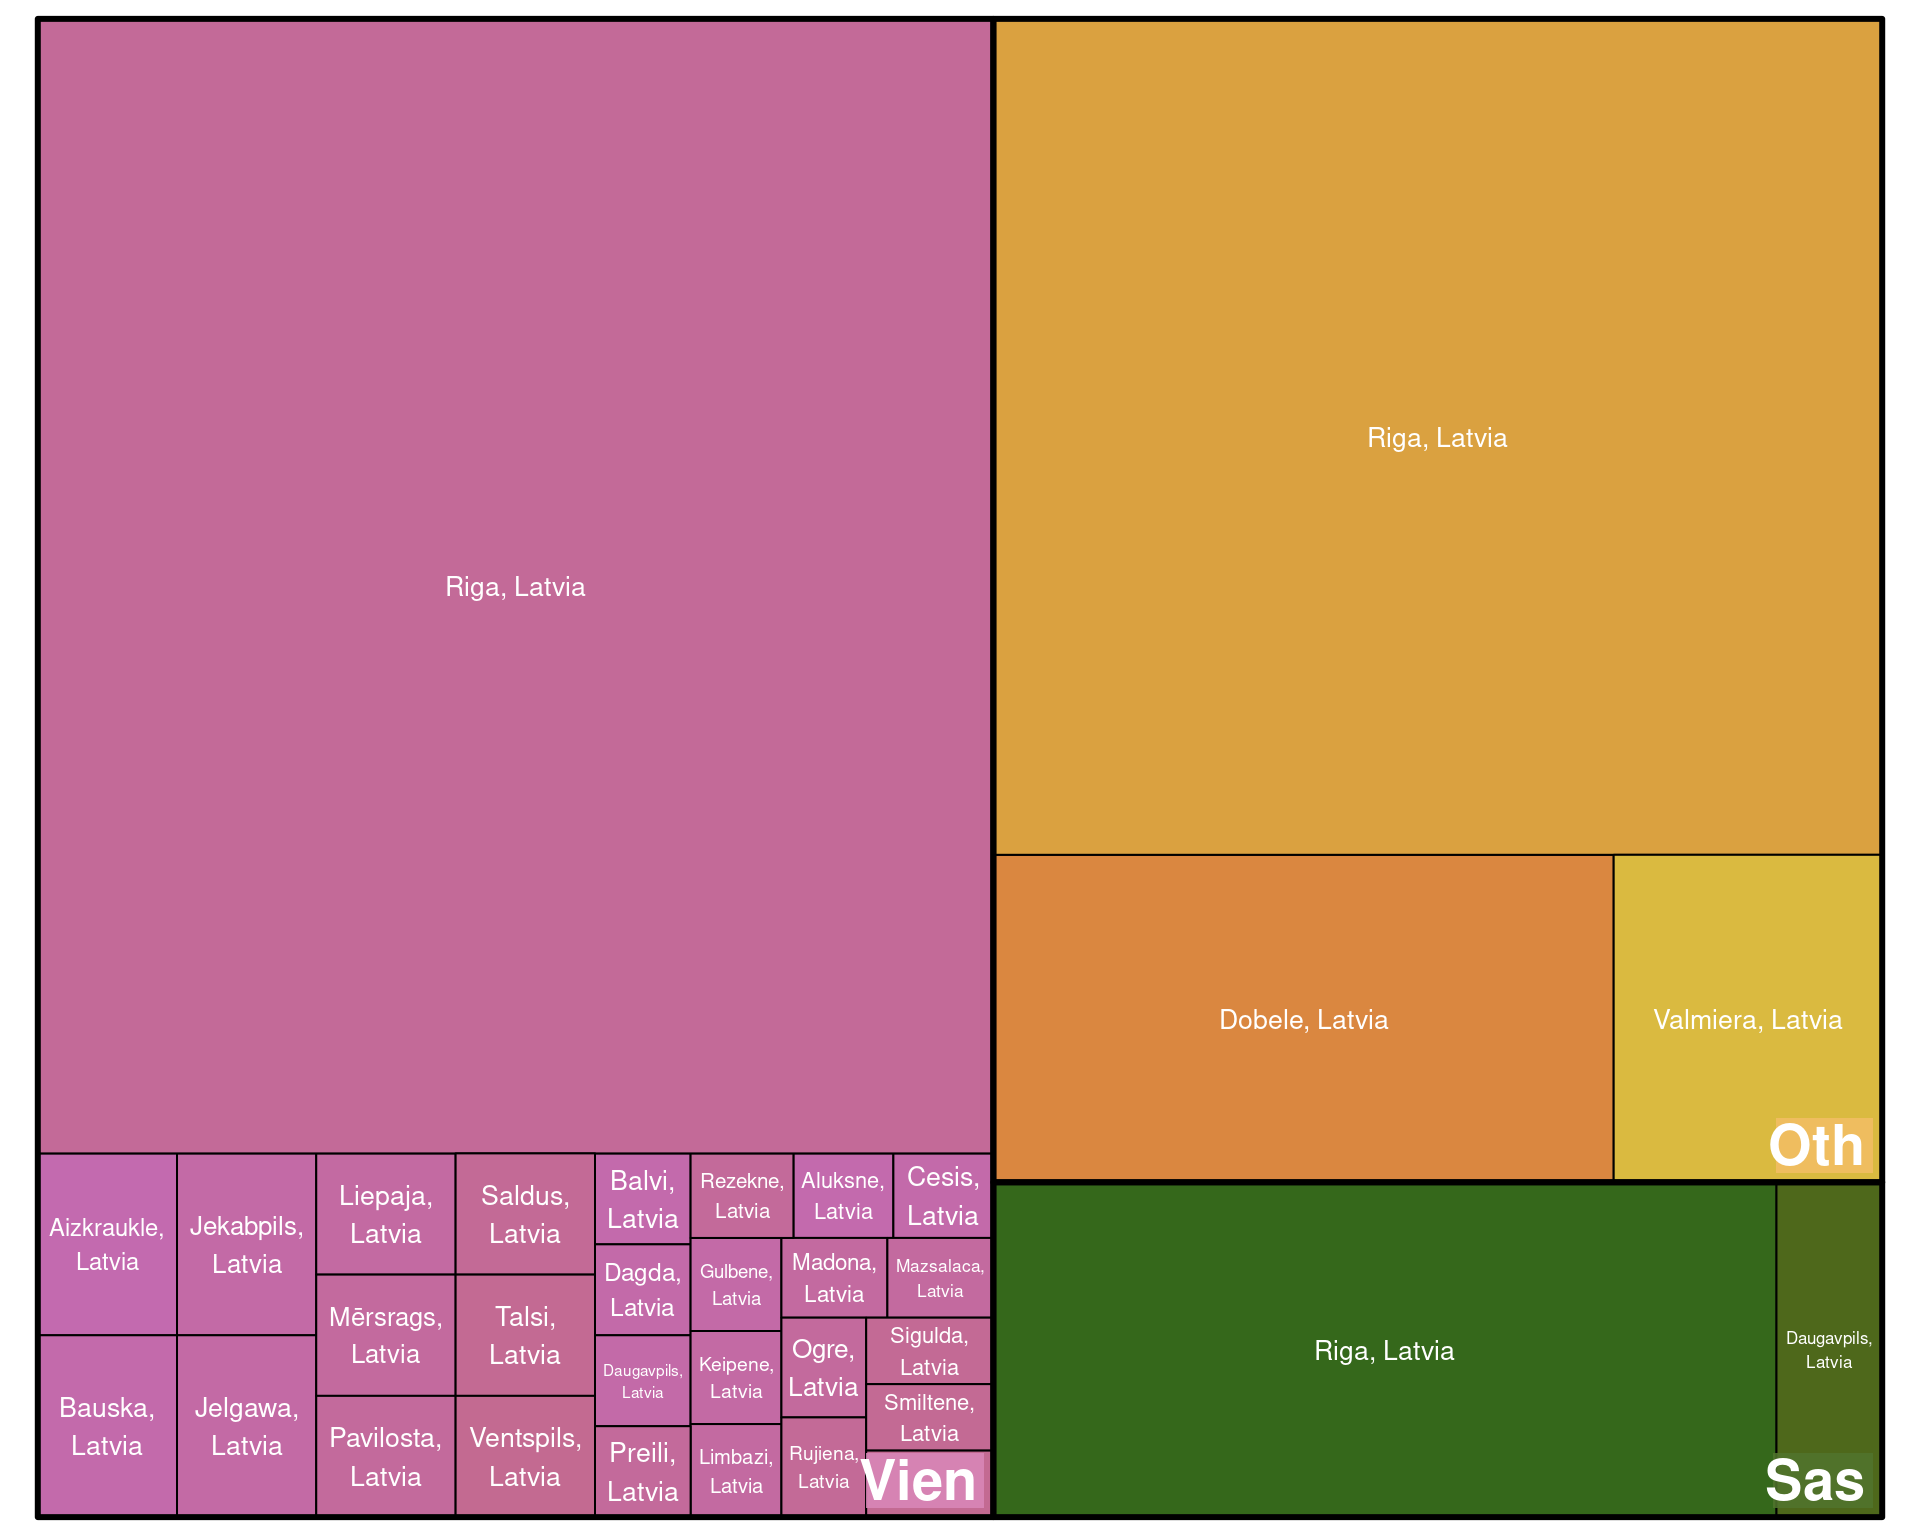 Riga, Latvia
Aizkraukle,
Latvia
Bauska,
Latvia
Jekabpils,
Latvia
Jelgawa,
Latvia
Liepaja,
Latvia
Mērsrags,
Latvia
Pavilosta,
Latvia
Saldus,
Latvia
Talsi,
Latvia
Ventspils,
Latvia
Balvi,
Latvia
Dagda,
Latvia
Daugavpils,
Latvia
Preili,
Latvia
Rezekne,
Latvia
Aluksne,
Latvia
Cesis,
Latvia
Gulbene,
Latvia
Keipene,
Latvia
Limbazi,
Latvia
Madona,
Latvia
Mazsalaca,
Latvia
Ogre,
Latvia
Rujiena,
Latvia
Sigulda,
Latvia
Smiltene,
Latvia
Vien
Riga, Latvia
Dobele, Latvia
Valmiera, Latvia
Oth
Riga, Latvia
Daugavpils,
Latvia
Sas